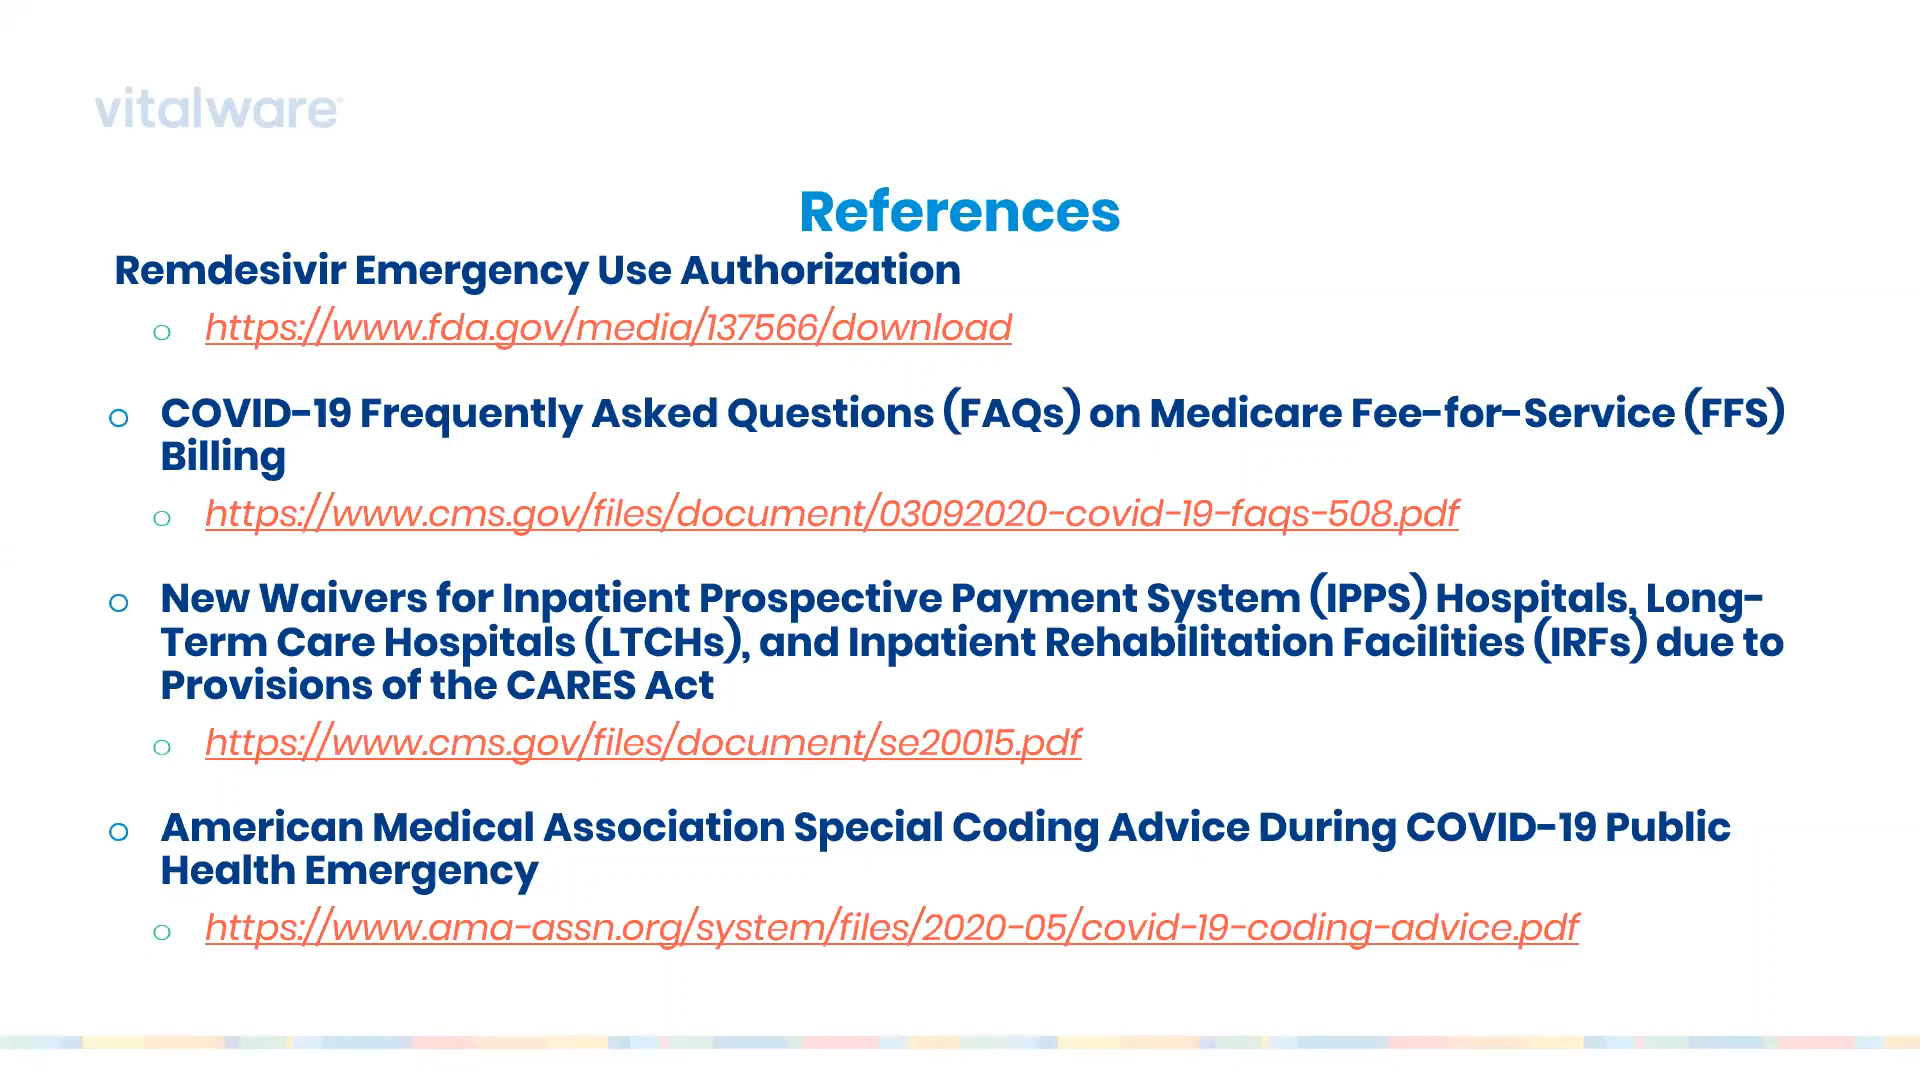 vitalware
References
Remdesivir Emergency Use Authorization
o https://www.fda.gov/media/137566/download
o COVID-19 Frequently Asked Questions (FAQs) on Medicare Fee-for-Service (FFS)
Billing
o https://www.cms.gov/files/document/03092020-covid-19-faqs-508.pdf
o New Waivers for Inpatient Prospective Payment System (IPPS) Hospitals, Long-
Term Care Hospitals (LTCHs), and Inpatient Rehabilitation Facilities (IRFs) due to
Provisions of the CARES Act
o https://www.cms.gov/files/document/se20015.pdf
o American Medical Association Special Coding Advice During COVID-19 Public
Health Emergency
o https://www.ama-assn.org/system/files/2020-05/covid-19-coding-advice.pdf